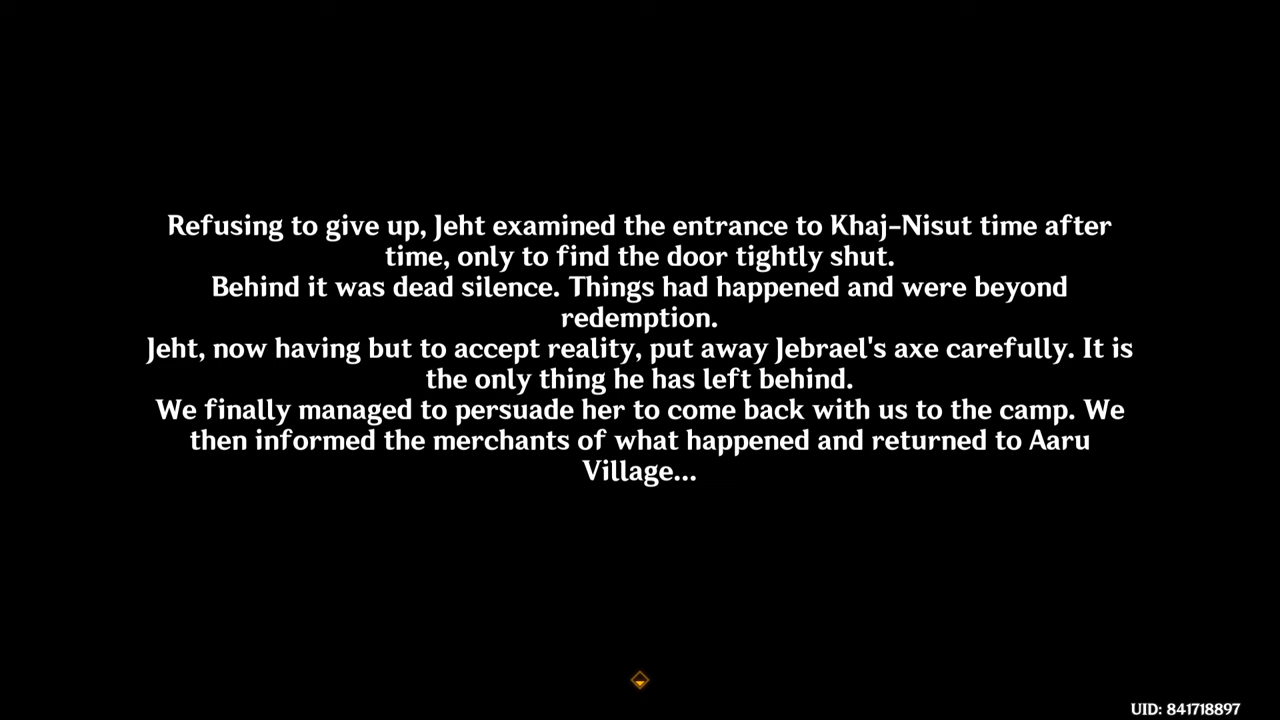 Refusing to give up, Jeht examined the entrance to Khaj-Nisut time after
time, only to find the door tightly shut.
Behind it was dead silence. Things had happened and were beyond
redemption.
Jeht, now having but to accept reality, put away Jebrael's axe carefully. It is
the only thing he has left behind.
We finally managed to persuade her to come back with us to the camp. We
then informed the merchants of what happened and returned to Aaru
Village...
UID: 841718897